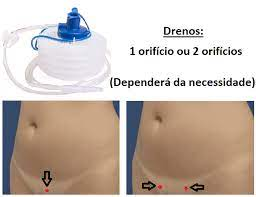 Drenos:
1 orifício ou 2 orifícios
(Dependerá da necessidade)